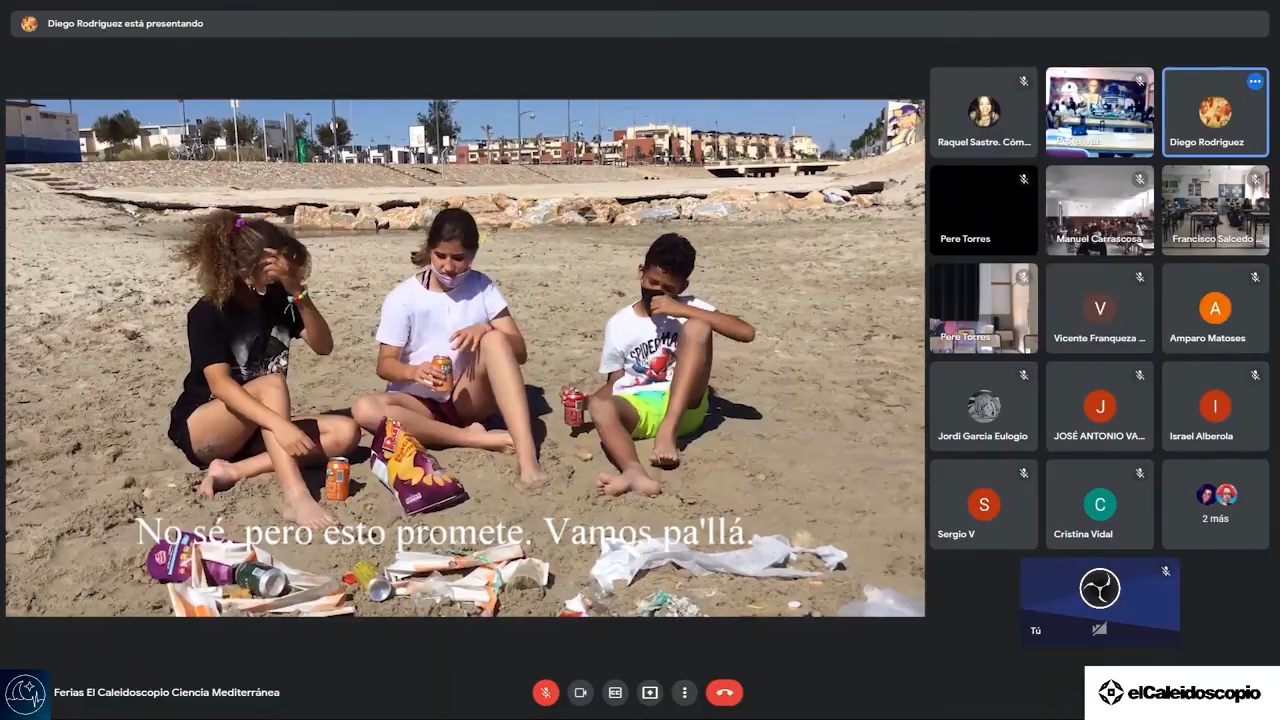 Diego Rodriguez está presentando
No sé, pero esto promete. Vamos pa'llá.
SPIDERMAN
Raquel Sastre. Cóm...
Diego Rodriguez
Pere Torres
Manuel Carrascosa
Francisco Salcedo ...
Pere Torres
V
Vicente Franqueza ...
A
Amparo Matoses
Jordi Garcia Eulogio
J
JOSÉ ANTONIO VA...
I
Israel Alberola
S
Sergio V
C
Cristina Vidal
2 más
Tú
Ferias El Caleidoscopio Ciencia Mediterránea
elCaleidoscopio